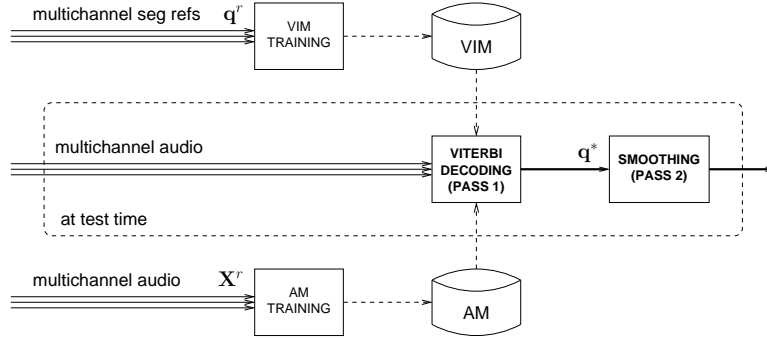 multichannel seg refs
q^r
VIM
TRAINING
VIM
multichannel audio
VITERBI
DECODING
(PASS 1)
q*
SMOOTHING
(PASS 2)
at test time
multichannel audio
X^r
AM
TRAINING
AM